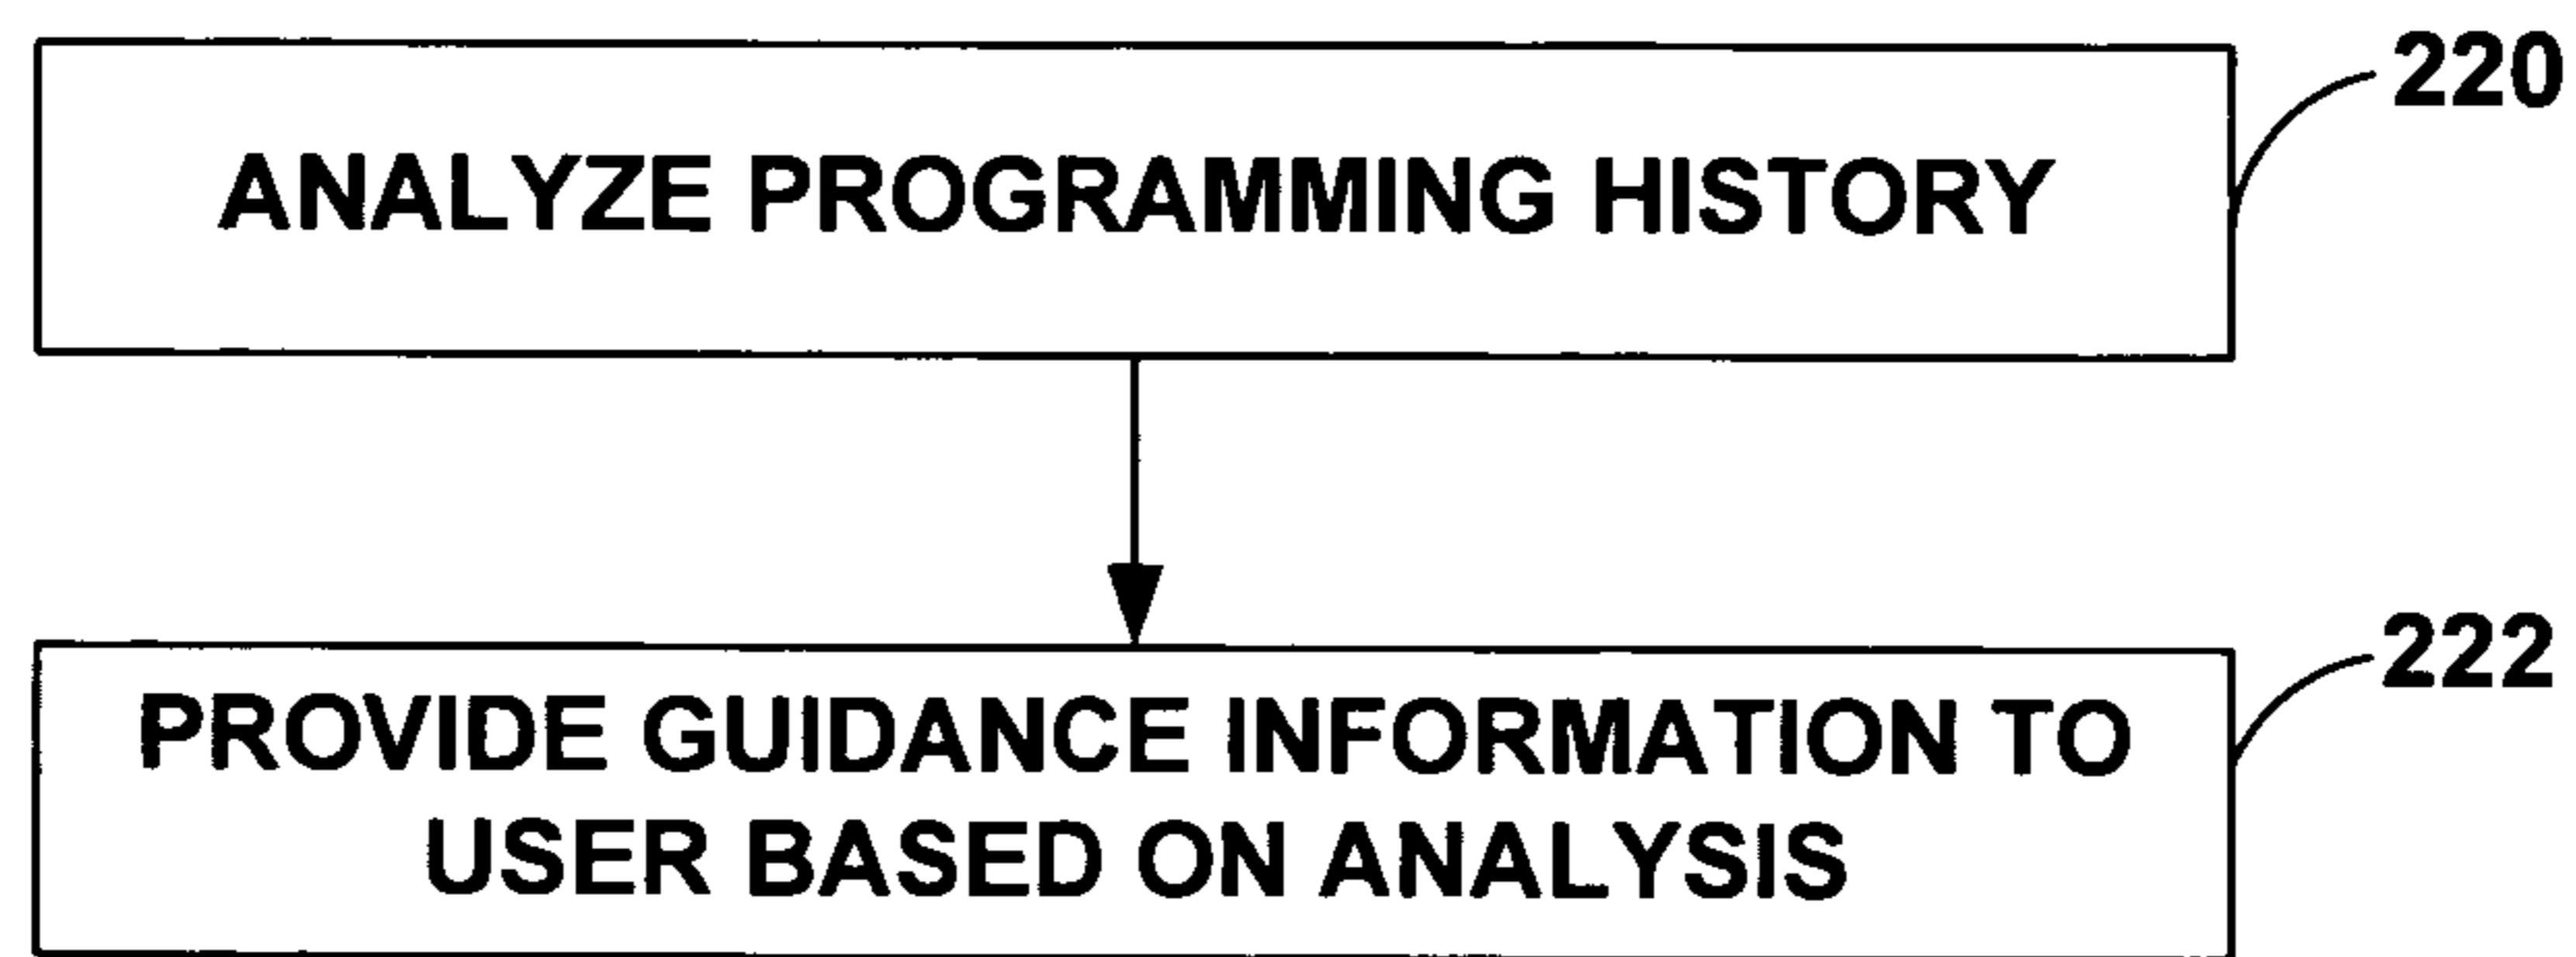 220
ANALYZE PROGRAMMING HISTORY
222
PROVIDE GUIDANCE INFORMATION TO
USER BASED ON ANALYSIS